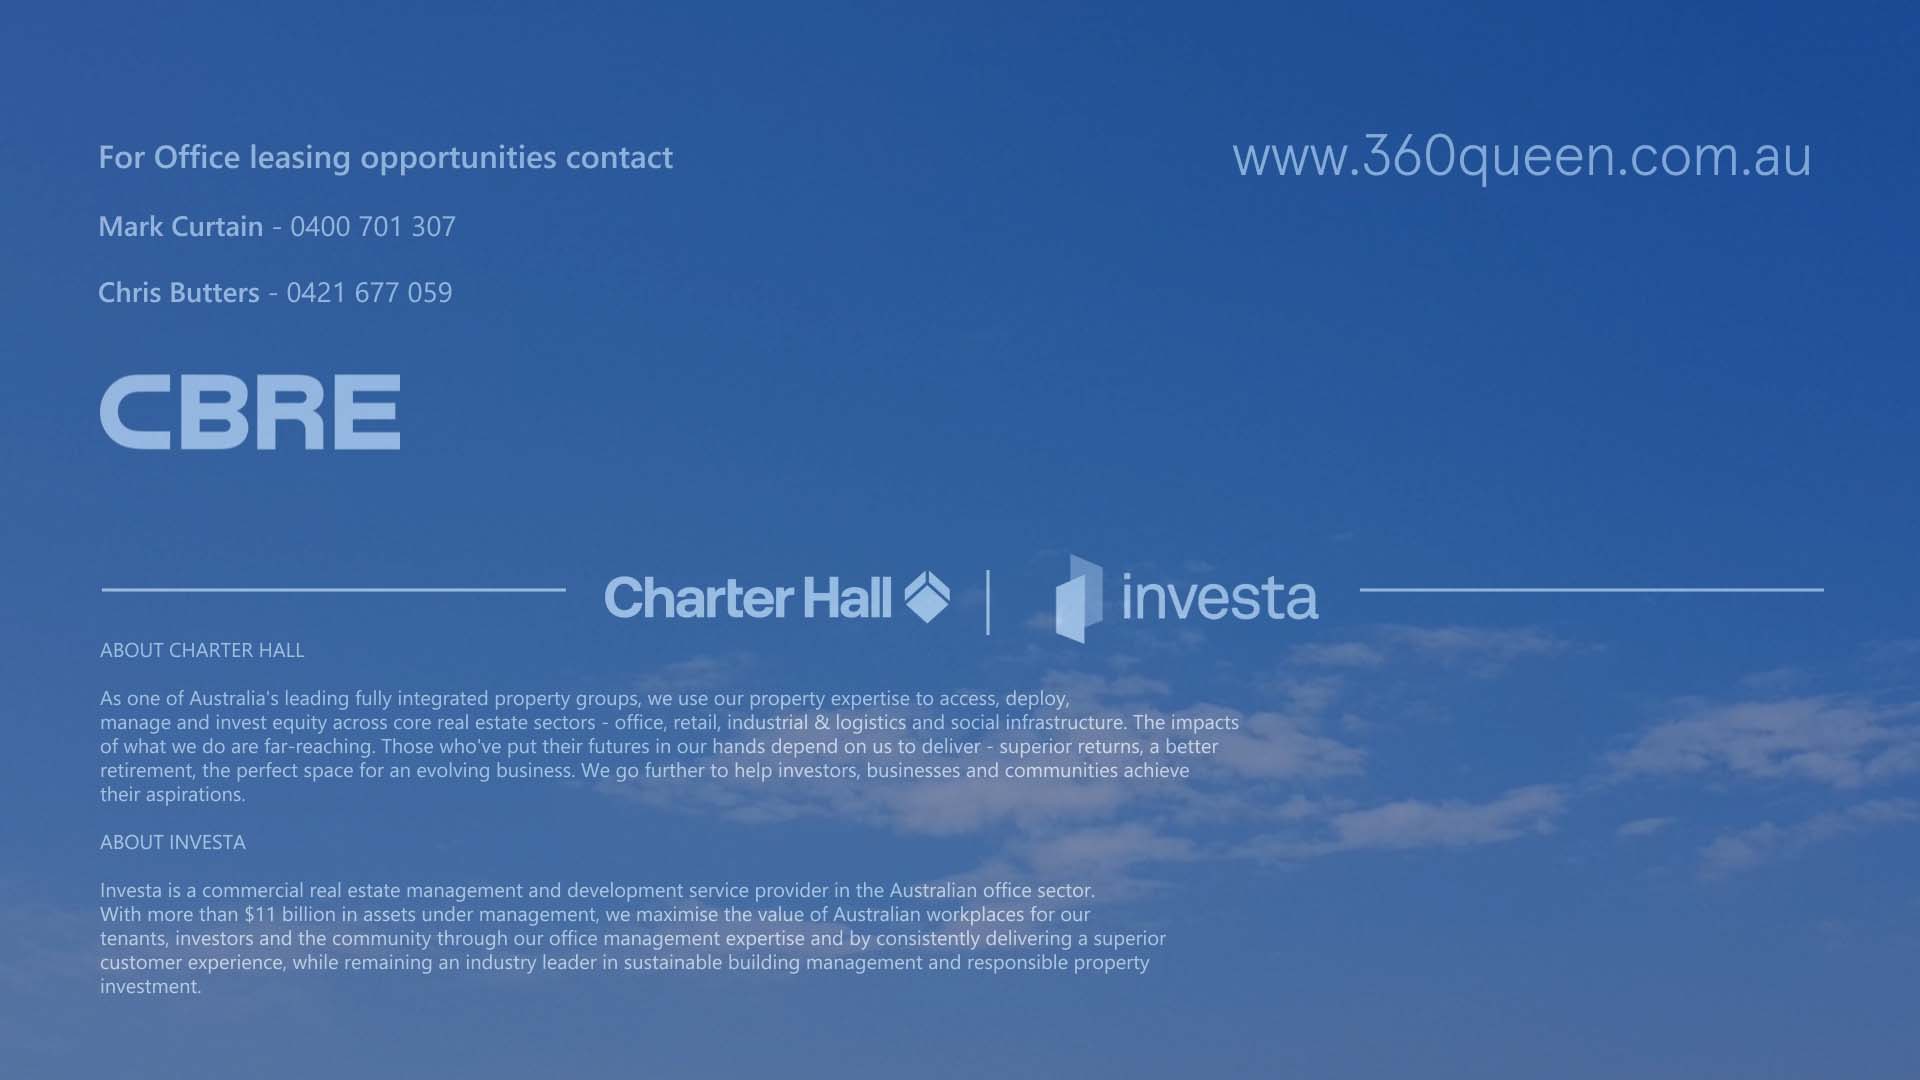 For Office leasing opportunities contact
www.360queen.com.au
Mark Curtain - 0400 701 307
Chris Butters - 0421 677 059
CBRE
Charter Hall
investa
ABOUT CHARTER HALL
As one of Australia's leading fully integrated property groups, we use our property expertise to access, deploy,
manage and invest equity across core real estate sectors - office, retail, industrial & logistics and social infrastructure. The impacts
of what we do are far-reaching. Those who've put their futures in our hands depend on us to deliver - superior returns, a better
retirement, the perfect space for an evolving business. We go further to help investors, businesses and communities achieve
their aspirations.
ABOUT INVESTA
Investa is a commercial real estate management and development service provider in the Australian office sector.
With more than $11 billion in assets under management, we maximise the value of Australian workplaces for our
tenants, investors and the community through our office management expertise and by consistently delivering a superior
customer experience, while remaining an industry leader in sustainable building management and responsible property
investment.